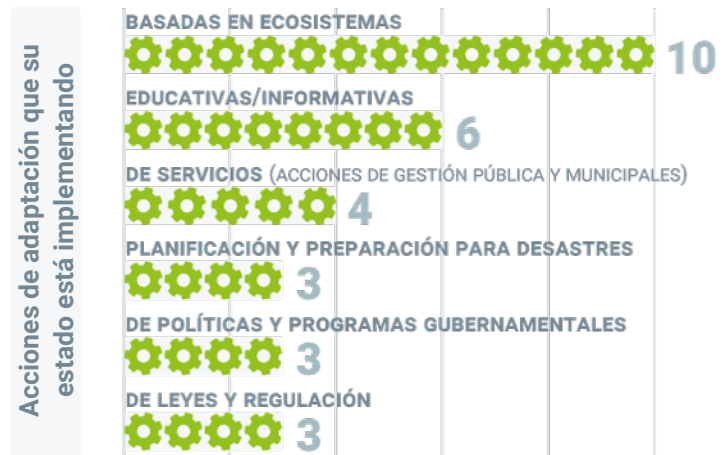 Acciones de adaptación que su
estado está implementando
BASADAS EN ECOSISTEMAS
10
EDUCATIVAS/INFORMATIVAS
6
DE SERVICIOS (ACCIONES DE GESTIÓN PÚBLICA Y MUNICIPALES)
4
PLANIFICACIÓN Y PREPARACIÓN PARA DESASTRES
3
DE POLÍTICAS Y PROGRAMAS GUBERNAMENTALES
3
DE LEYES Y REGULACIÓN
3